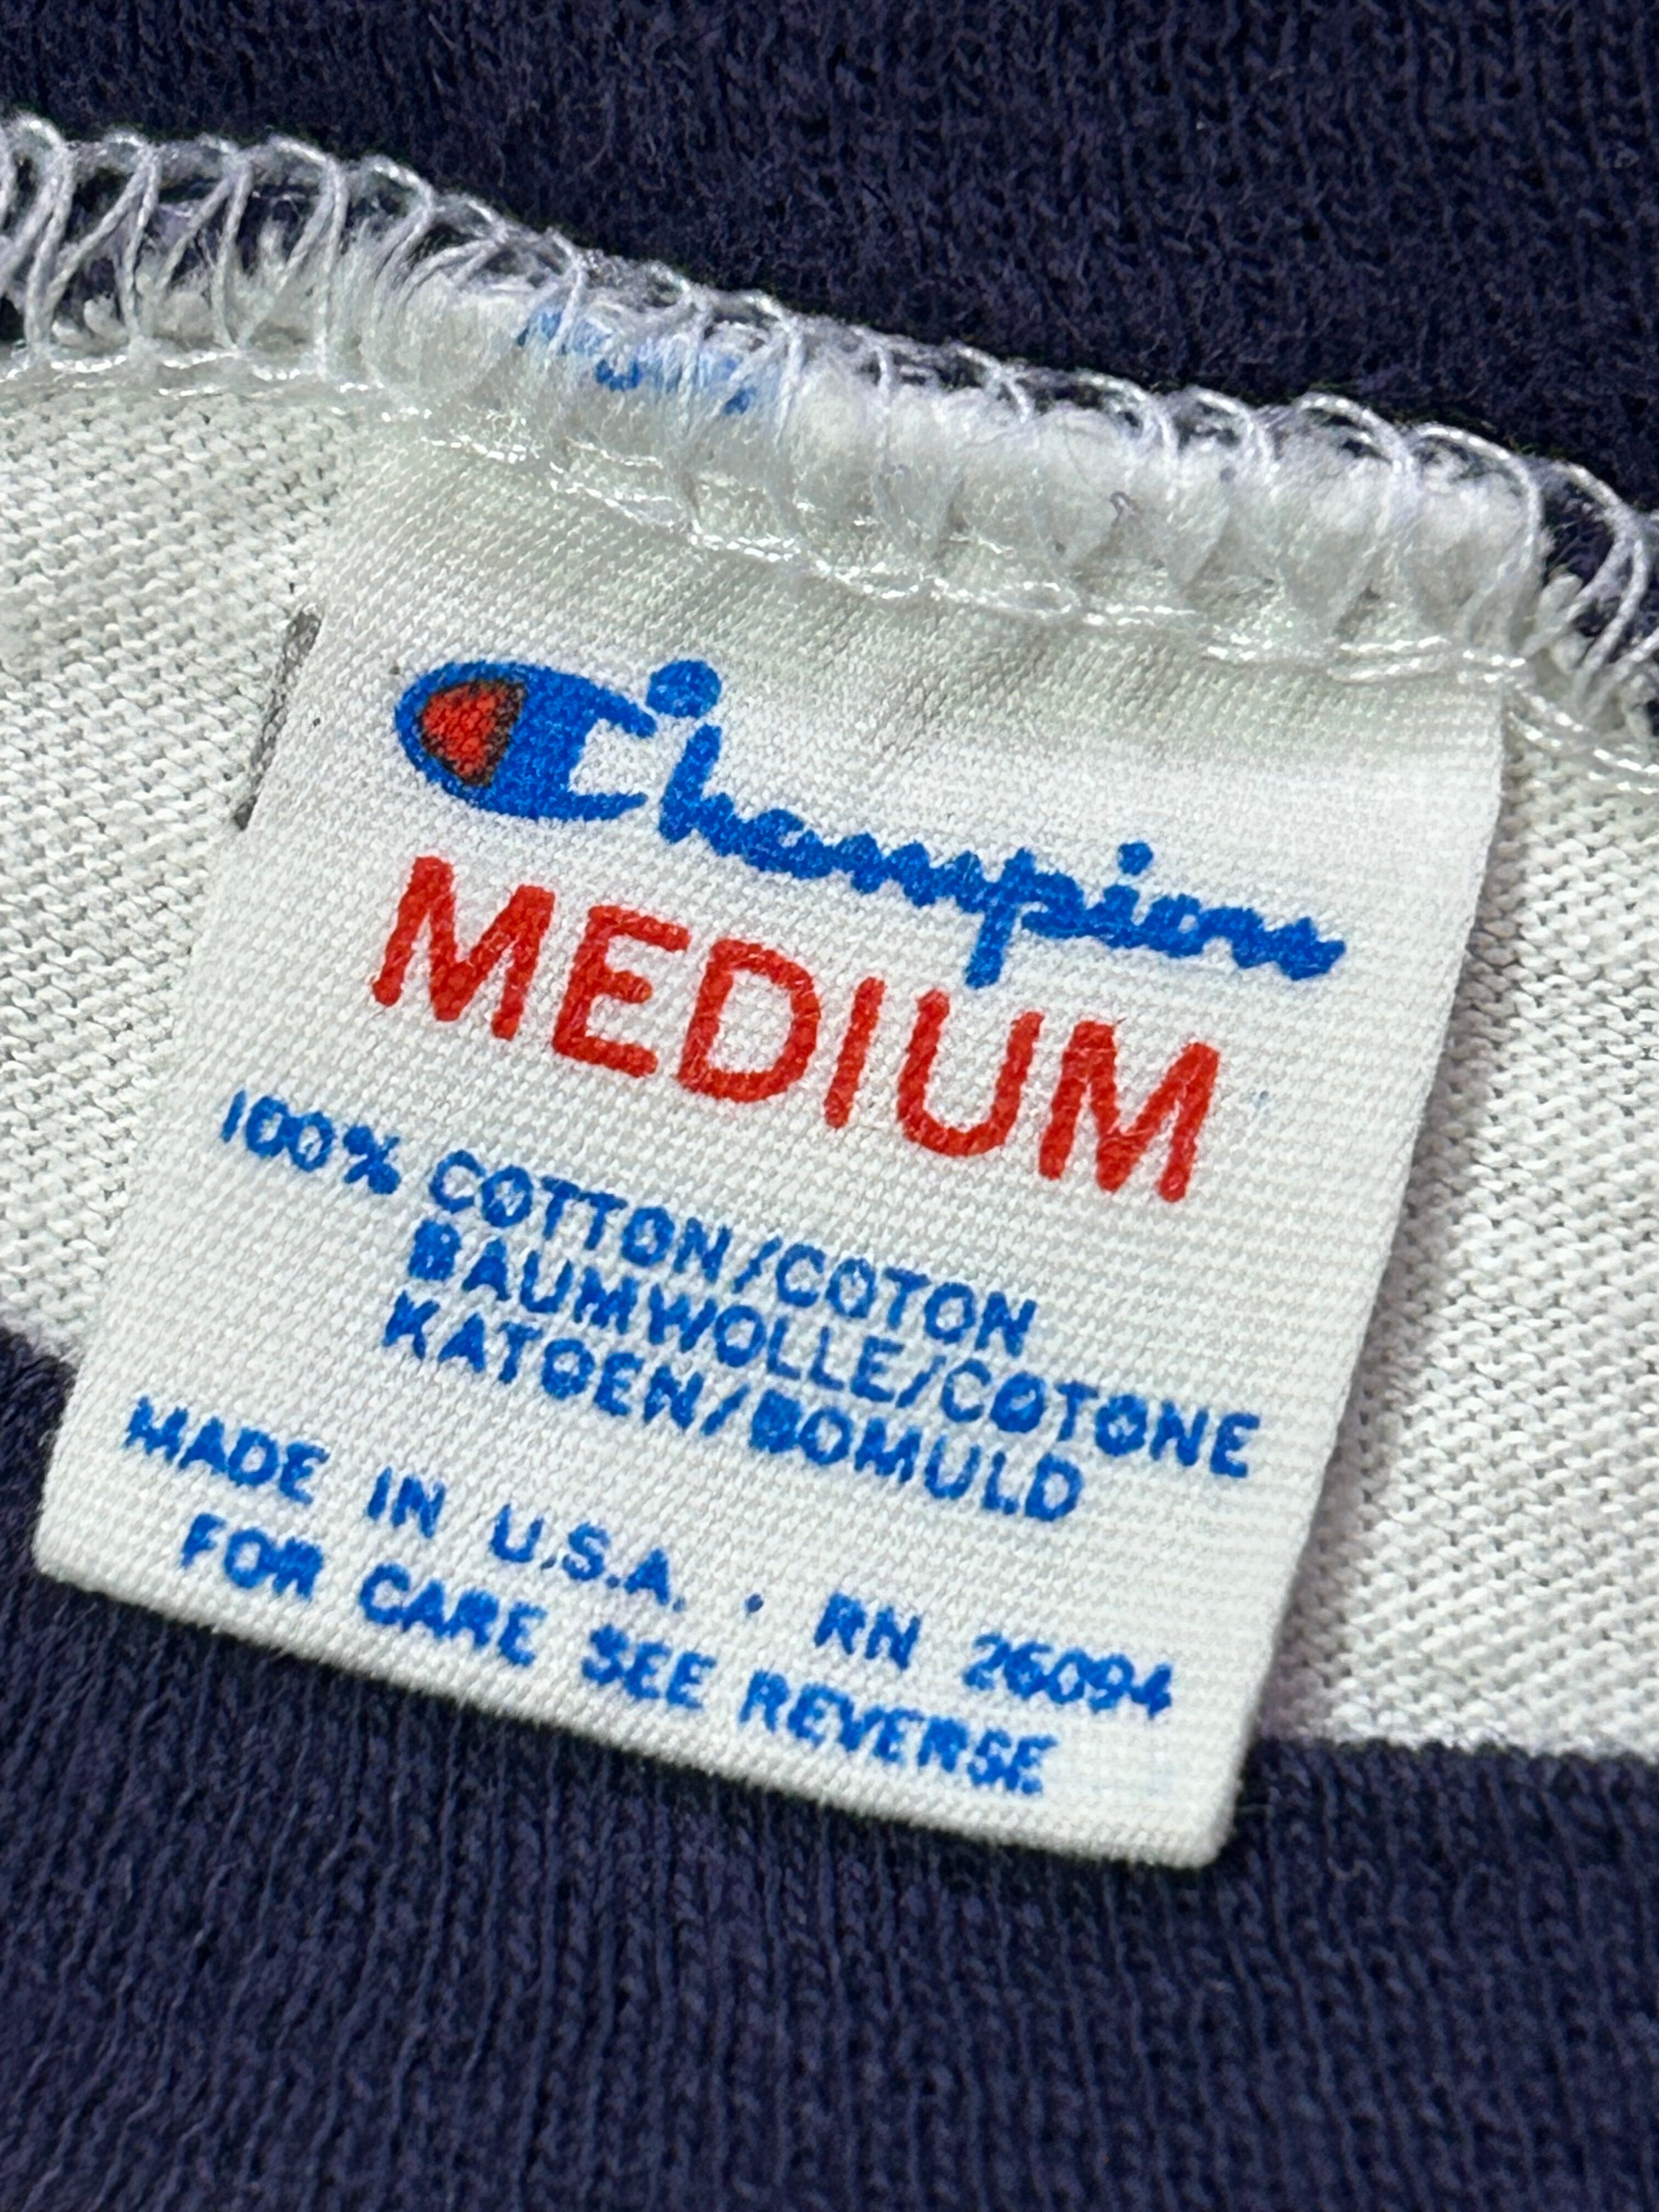 Champion
MEDIUM
100% COTTON/COTON
BAUMWOLLE/COTONE
KATOEN/BOMULD
MADE IN U.S.A. · RN 26094
FOR CARE SEE REVERSE